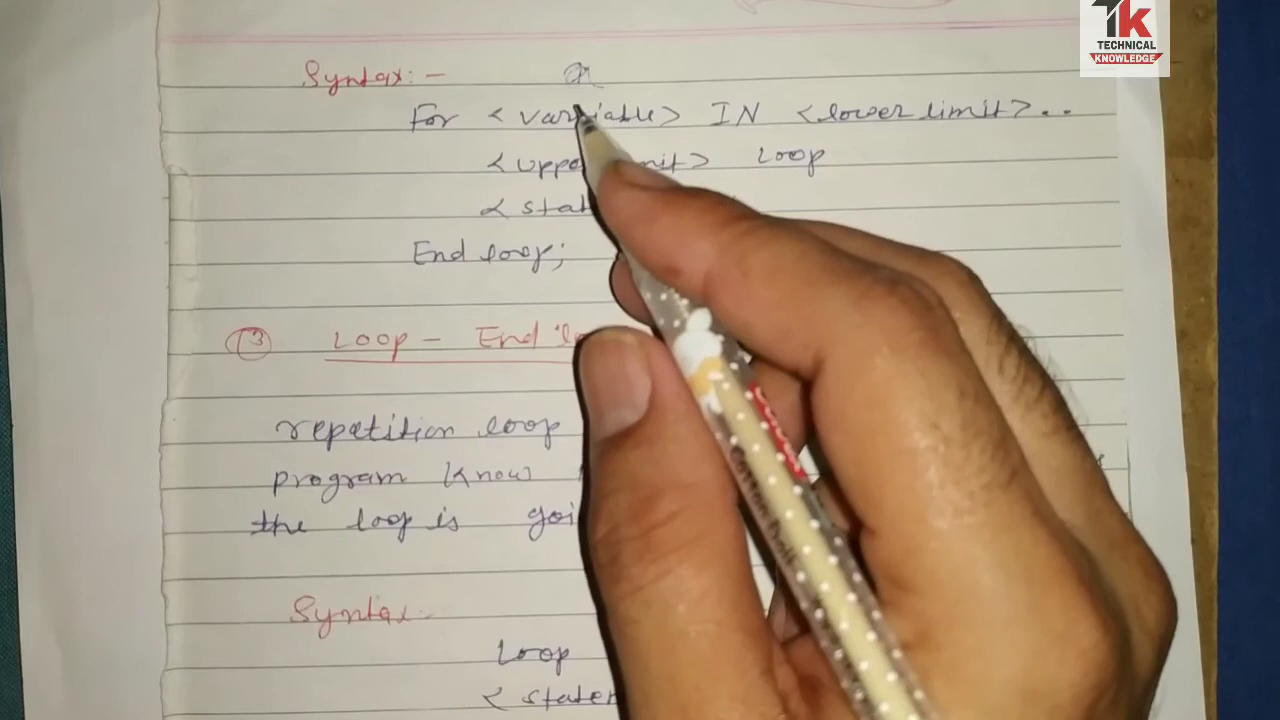 TK
TECHNICAL
KNOWLEDGE
Syntax:-
For <variable> IN <lower limit>..
Loop
End loop;
③ Loop - End
repetition loop
program know
the loop is
Syntax:
Loop